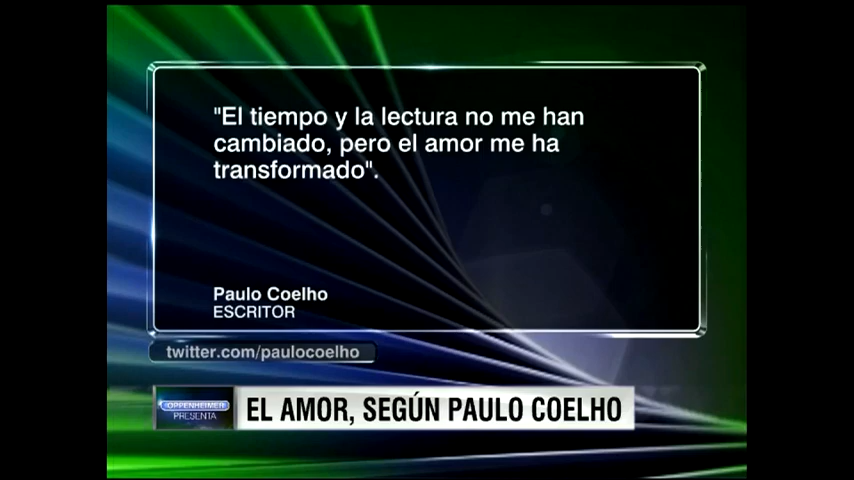 "El tiempo y la lectura no me han
cambiado, pero el amor me ha
transformado".
Paulo Coelho
ESCRITOR
twitter.com/paulocoelho
OPPENHEIMER
PRESENTA
EL AMOR, SEGÚN PAULO COELHO